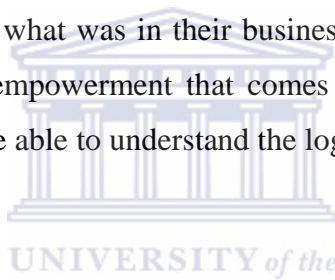 what was in their busines
empowerment that comes
able to understand the log
UNIVERSITY of the